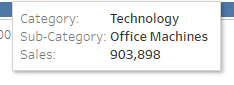 Category: Technology
Sub-Category: Office Machines
Sales: 903,898